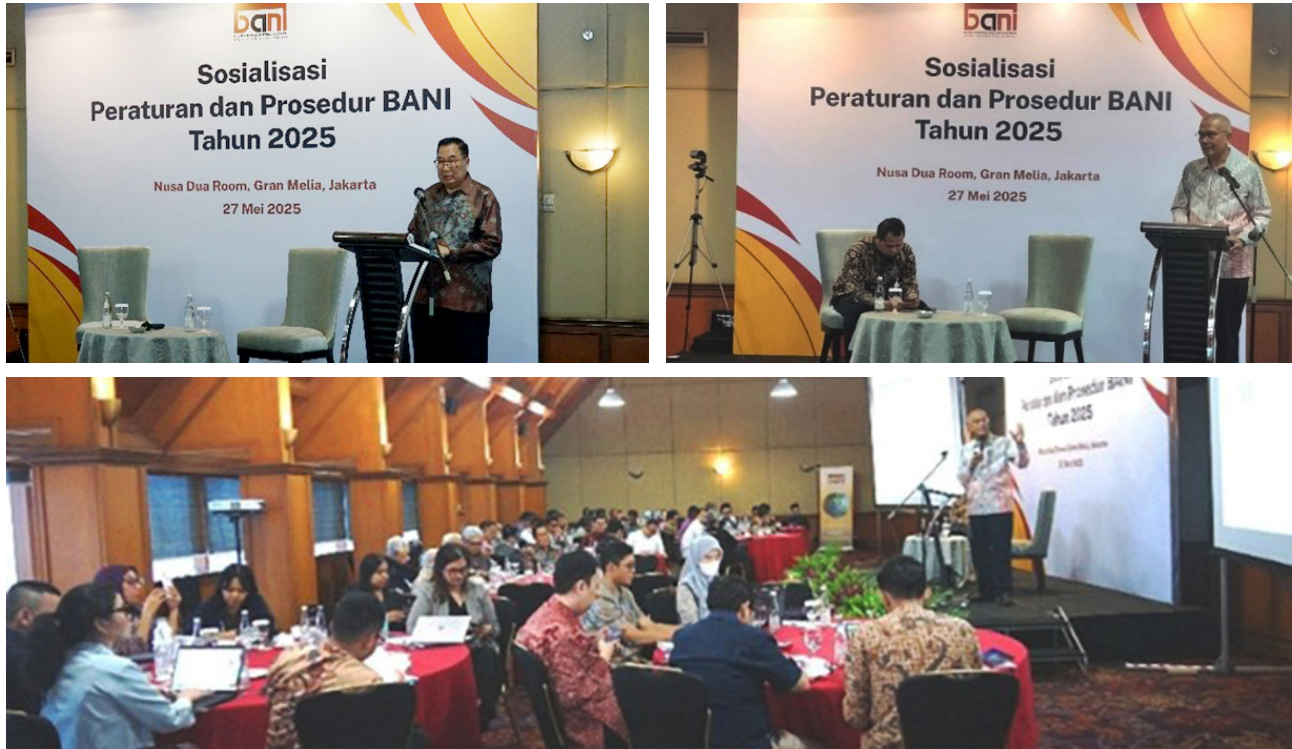 bani
Sosialisasi
Peraturan dan Prosedur BANI
Tahun 2025
Nusa Dua Room, Gran Melia, Jakarta
27 Mei 2025
bani
Sosialisasi
Peraturan dan Prosedur BANI
Tahun 2025
Nusa Dua Room, Gran Melia, Jakarta
27 Mei 2025
Peraturan dan Prosedur BANI
Tahun 2025